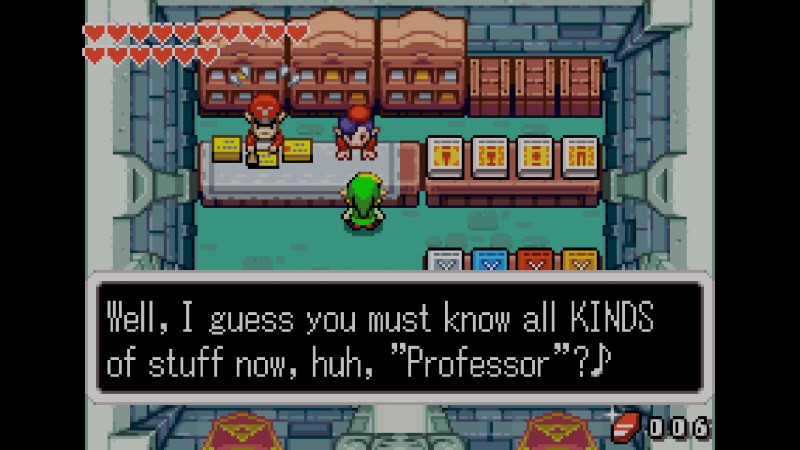 Well, I guess you must know all KINDS
of stuff now, huh, ”Professor”?♪
006